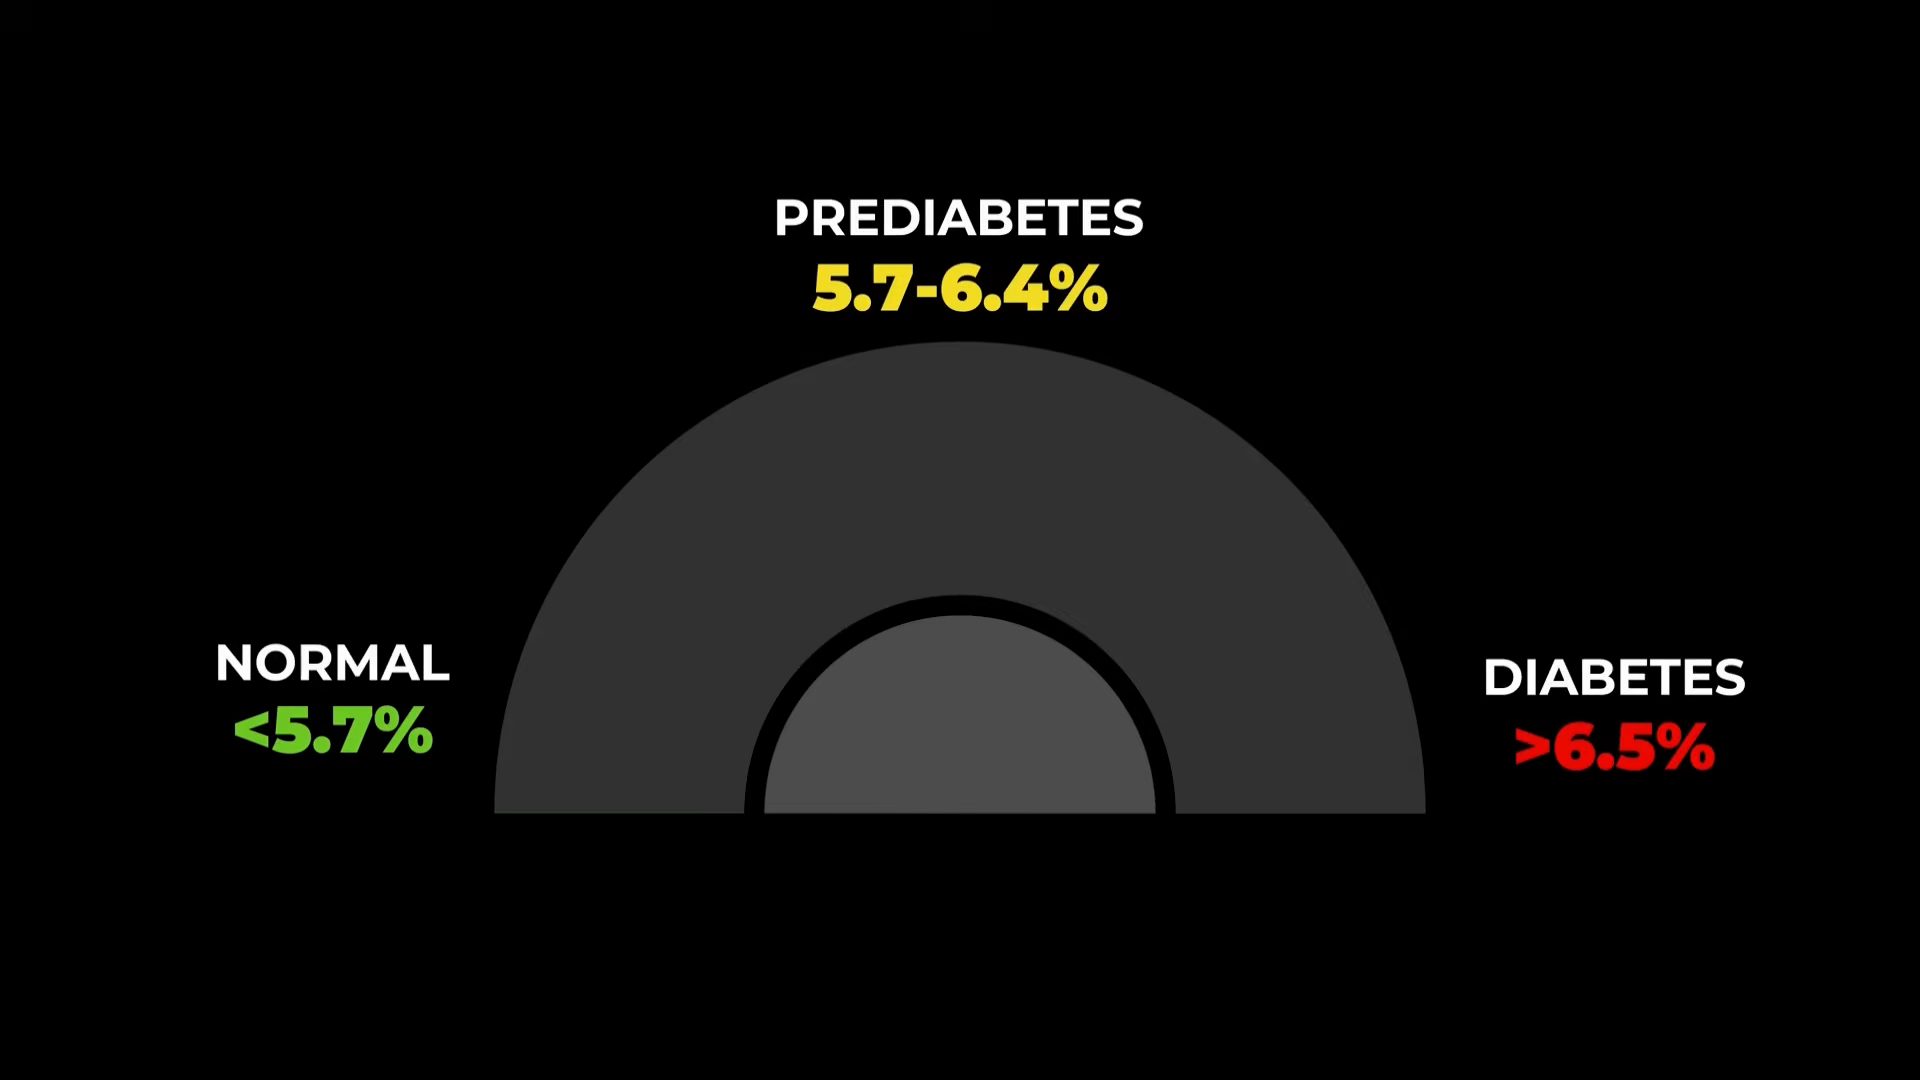 PREDIABETES
5.7-6.4%
NORMAL
<5.7%
DIABETES
>6.5%